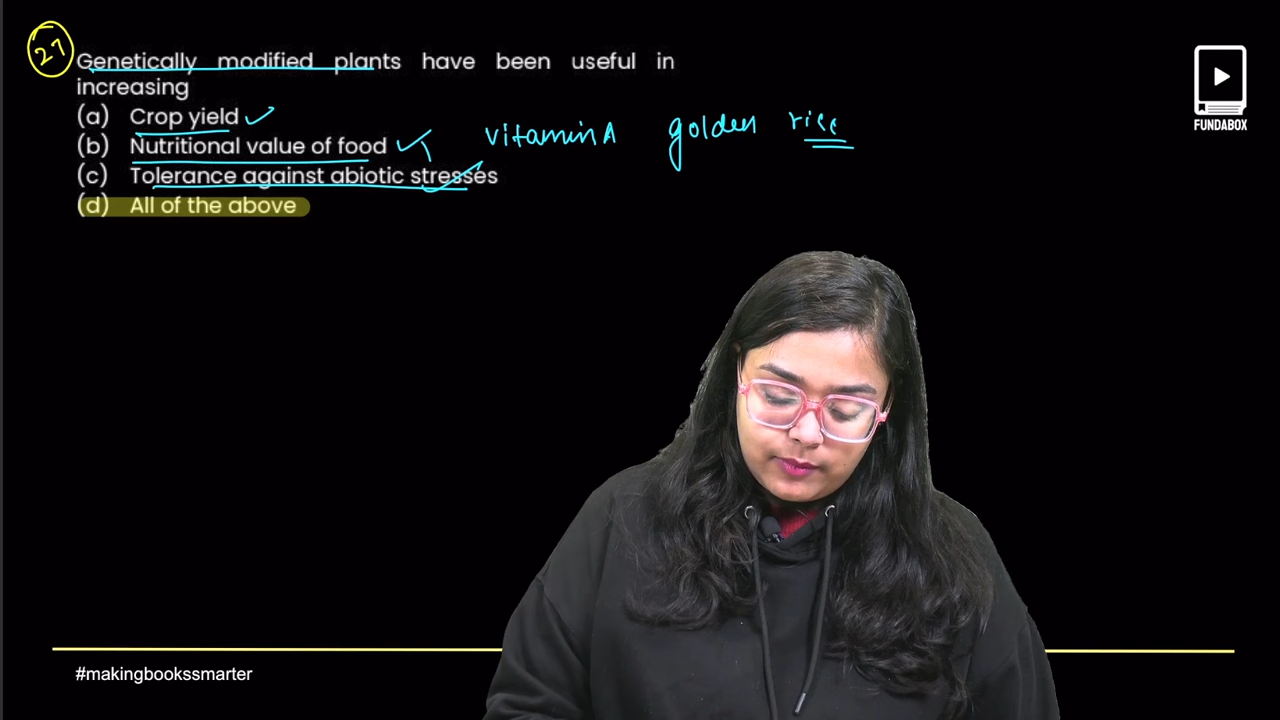 27
Genetically modified plants have been useful in
increasing
(a) Crop yield
(b) Nutritional value of food
vitamin A golden rice
(c) Tolerance against abiotic stresses
(d) All of the above
FUNDABOX
#makingbookssmarter